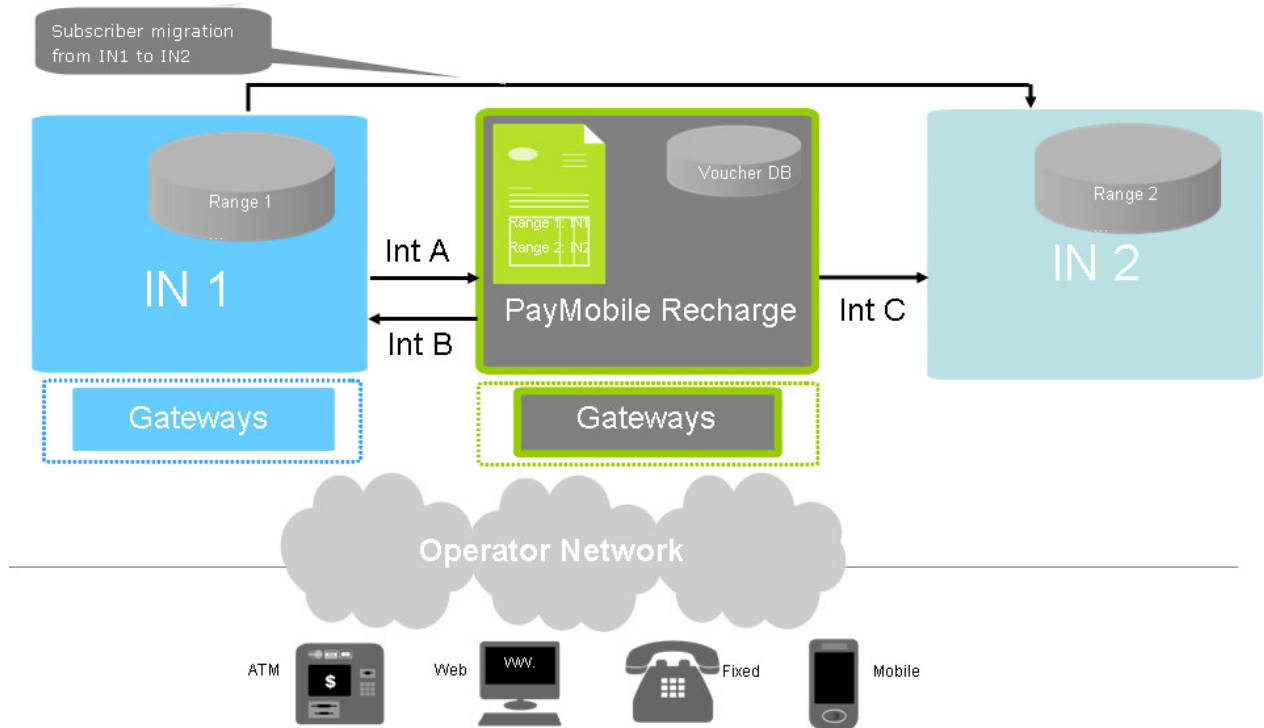 Subscriber migration
from IN1 to IN2
Range 1
...
IN 1
Int A
Int B
Range 1: IN1
Range 2: IN2
Voucher DB
PayMobile Recharge
Int C
Range 2
...
IN 2
Gateways
Gateways
Operator Network
ATM
$
Web
WW.
Fixed
Mobile